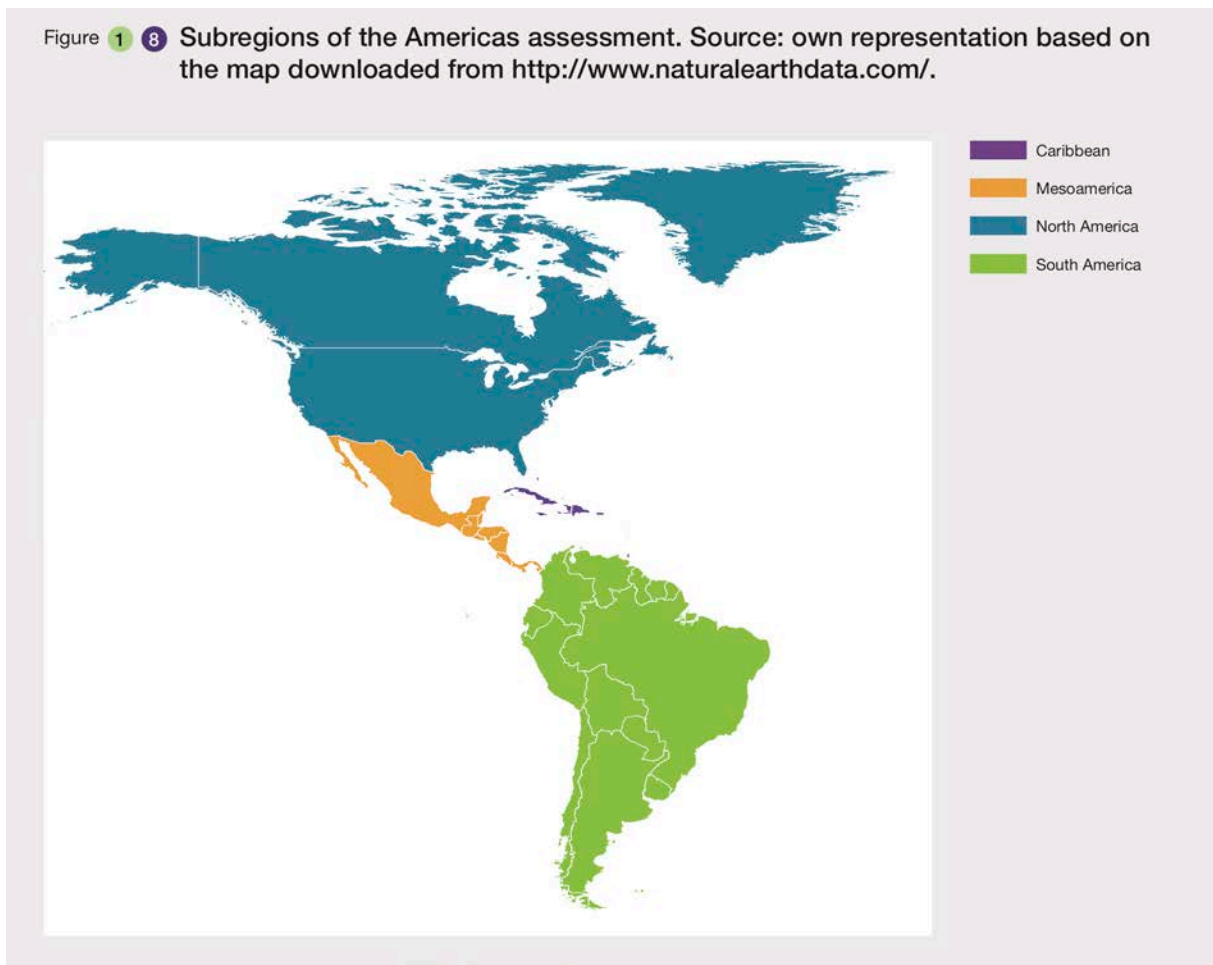 Figure 1 8 Subregions of the Americas assessment. Source: own representation based on
the map downloaded from http://www.naturalearthdata.com/.
Caribbean
Mesoamerica
North America
South America